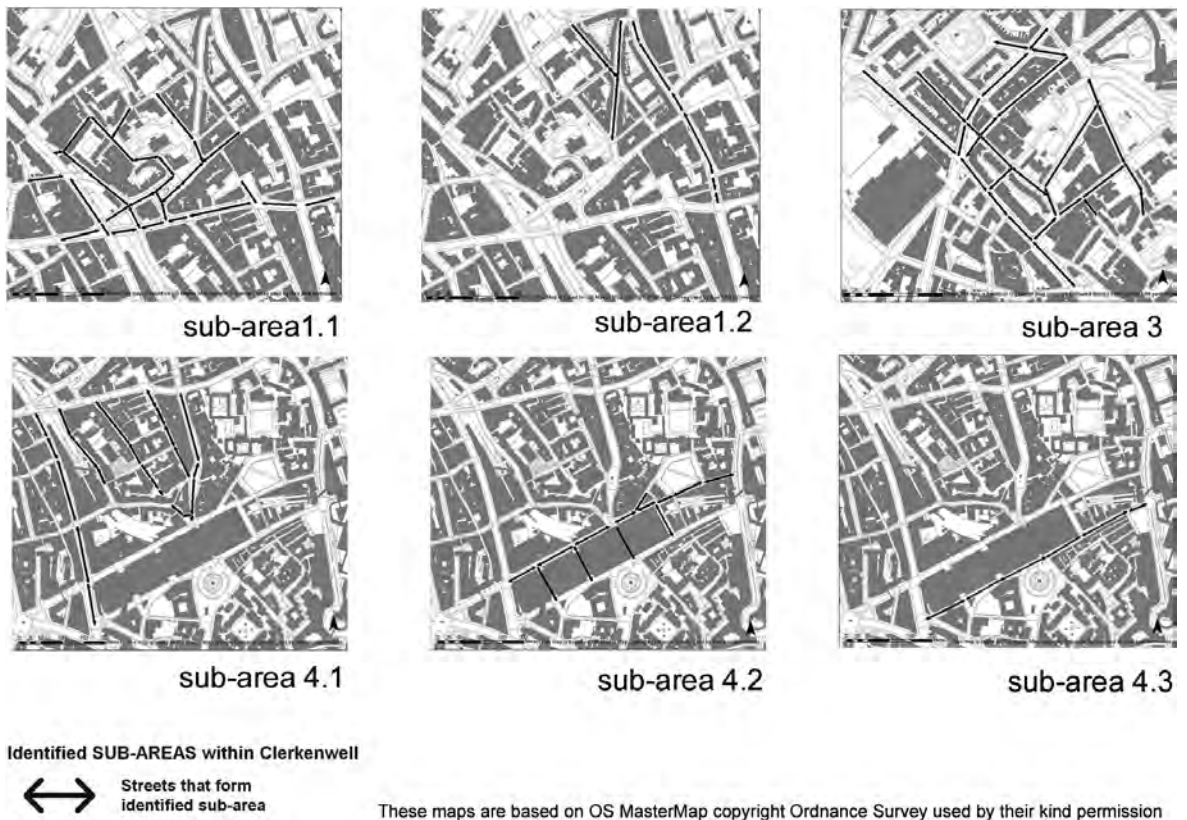 sub-area1.1
sub-area1.2
sub-area 3
sub-area 4.1
sub-area 4.2
sub-area 4.3
Identified SUB-AREAS within Clerkenwell
Streets that form
identified sub-area
These maps are based on OS MasterMap copyright Ordnance Survey used by their kind permission